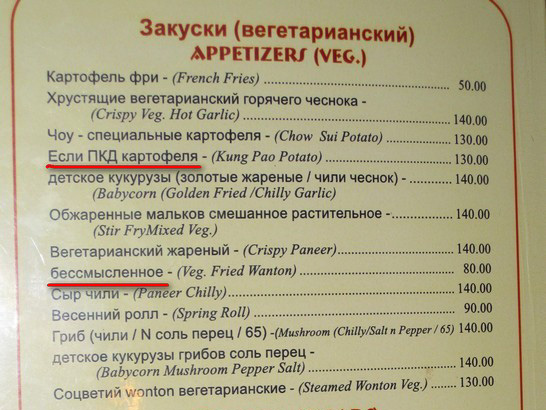 Закуски (вегетарианский)
APPETIZERS (VEG.)
Картофель фри - (French Fries) 50.00
Хрустящие вегетарианский горячего чеснока -
(Crispy Veg. Hot Garlic) 140.00
Чоу - специальные картофеля - (Chow Sui Potato) 130.00
Если ПКД картофеля - (Kung Pao Potato) 130.00
детское кукурузы (золотые жареные / чили чеснок) - 140.00
(Babycorn (Golden Fried /Chilly Garlic)
Обжаренные мальков смешанное растительное - 140.00
(Stir FryMixed Veg.)
Вегетарианский жареный - (Crispy Paneer) 140.00
бессмысленное - (Veg. Fried Wanton) 80.00
Сыр чили - (Paneer Chilly) 140.00
Весенний ролл - (Spring Roll) 90.00
Гриб (чили / N соль перец / 65) -(Mushroom (Chilly/Salt n Pepper / 65) 140.00
детское кукурузы грибов соль перец -
(Babycorn Mushroom Pepper Salt) 140.00
Соцветий wonton вегетарианские - (Steamed Wonton Veg.) 130.00